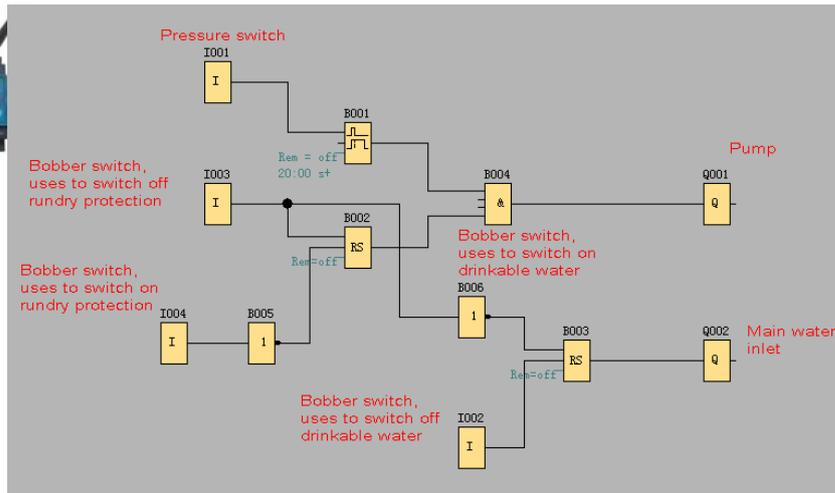 Pressure switch
I001
I
B001
Rem = off
20:00 s+
Bobber switch,
uses to switch off
rundry protection
I003
I
B002
RS
Rem=off
B004
&
Pump
Q001
Q
Bobber switch,
uses to switch on
drinkable water
Bobber switch,
uses to switch on
rundry protection
I004
I
B005
1
B006
1
B003
RS
Rem=off
Q002
Q
Main water
inlet
Bobber switch,
uses to switch off
drinkable water
I002
I